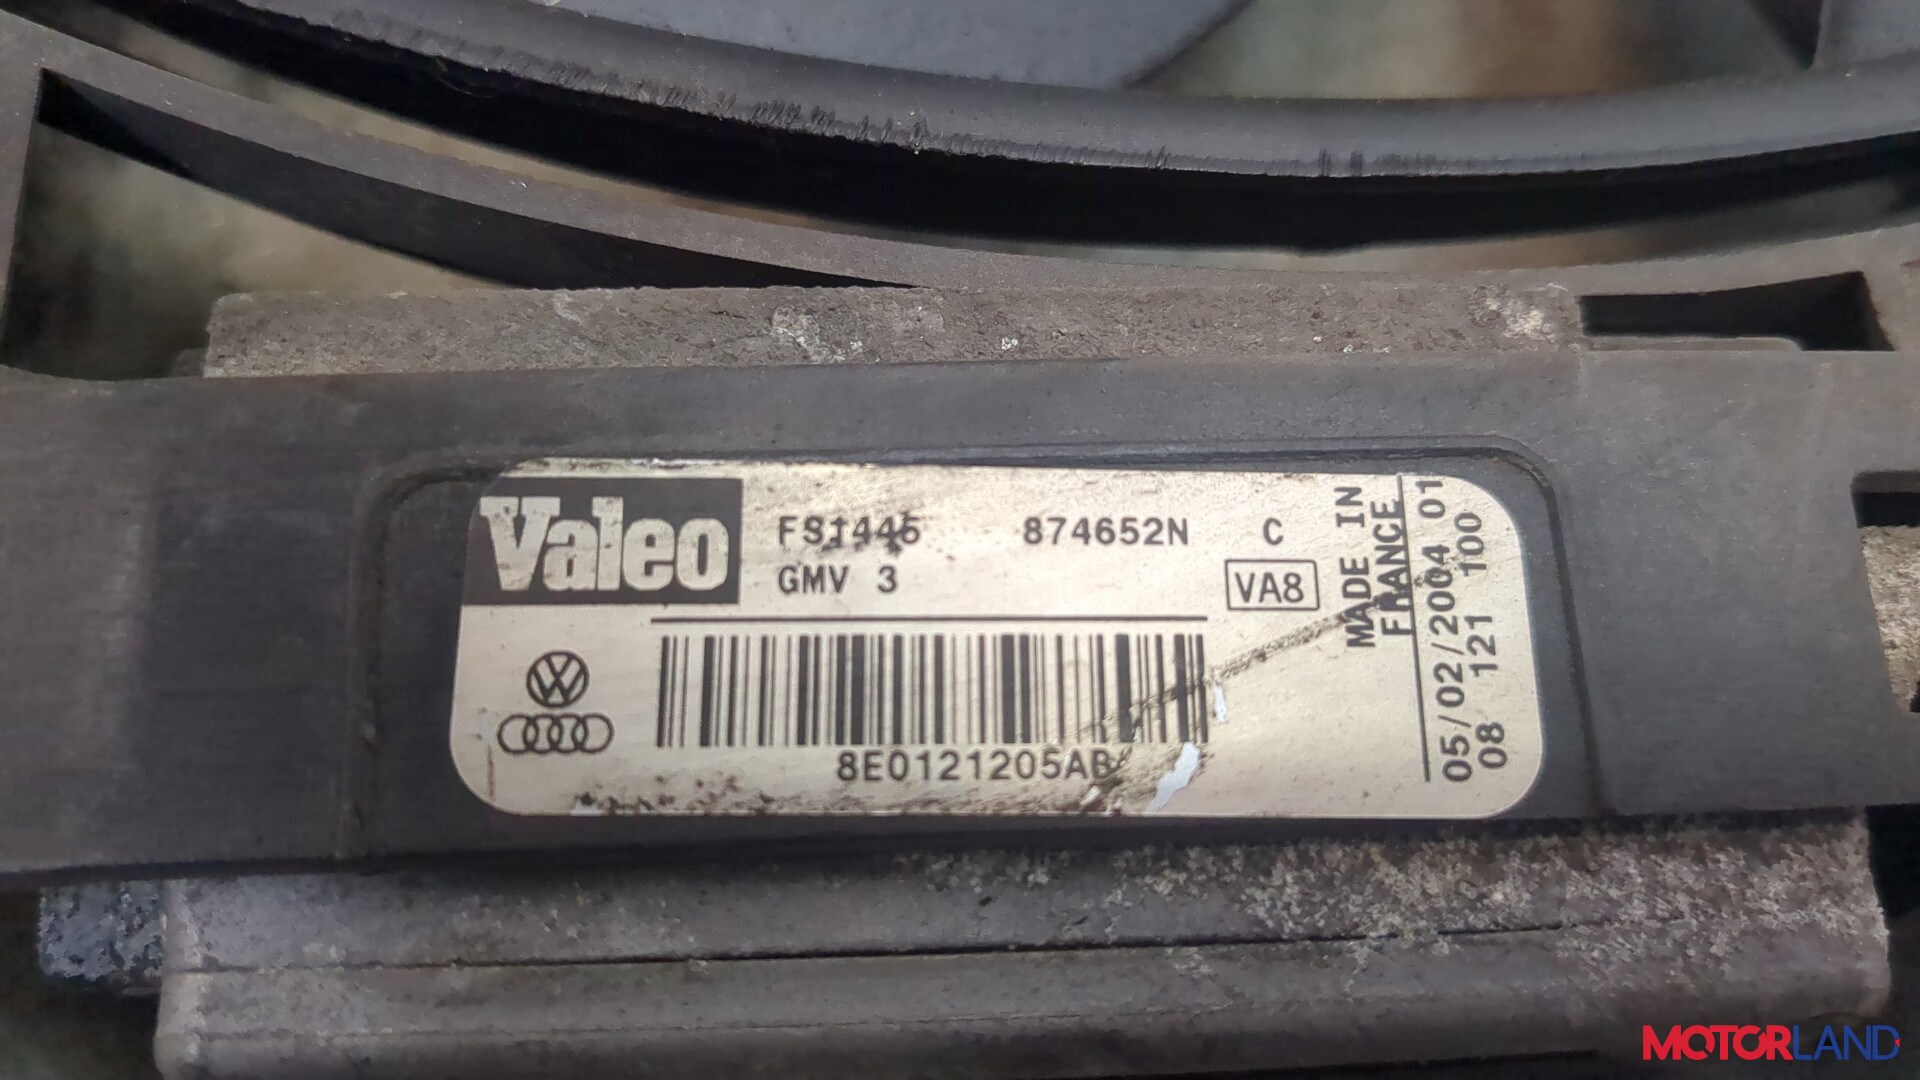 Valeo
FS1445 874652N C
GMV 3 VA8
8E0121205AB
MADE IN
FRANCE
05/02/2004 01
08 121 100
MOTORLAND